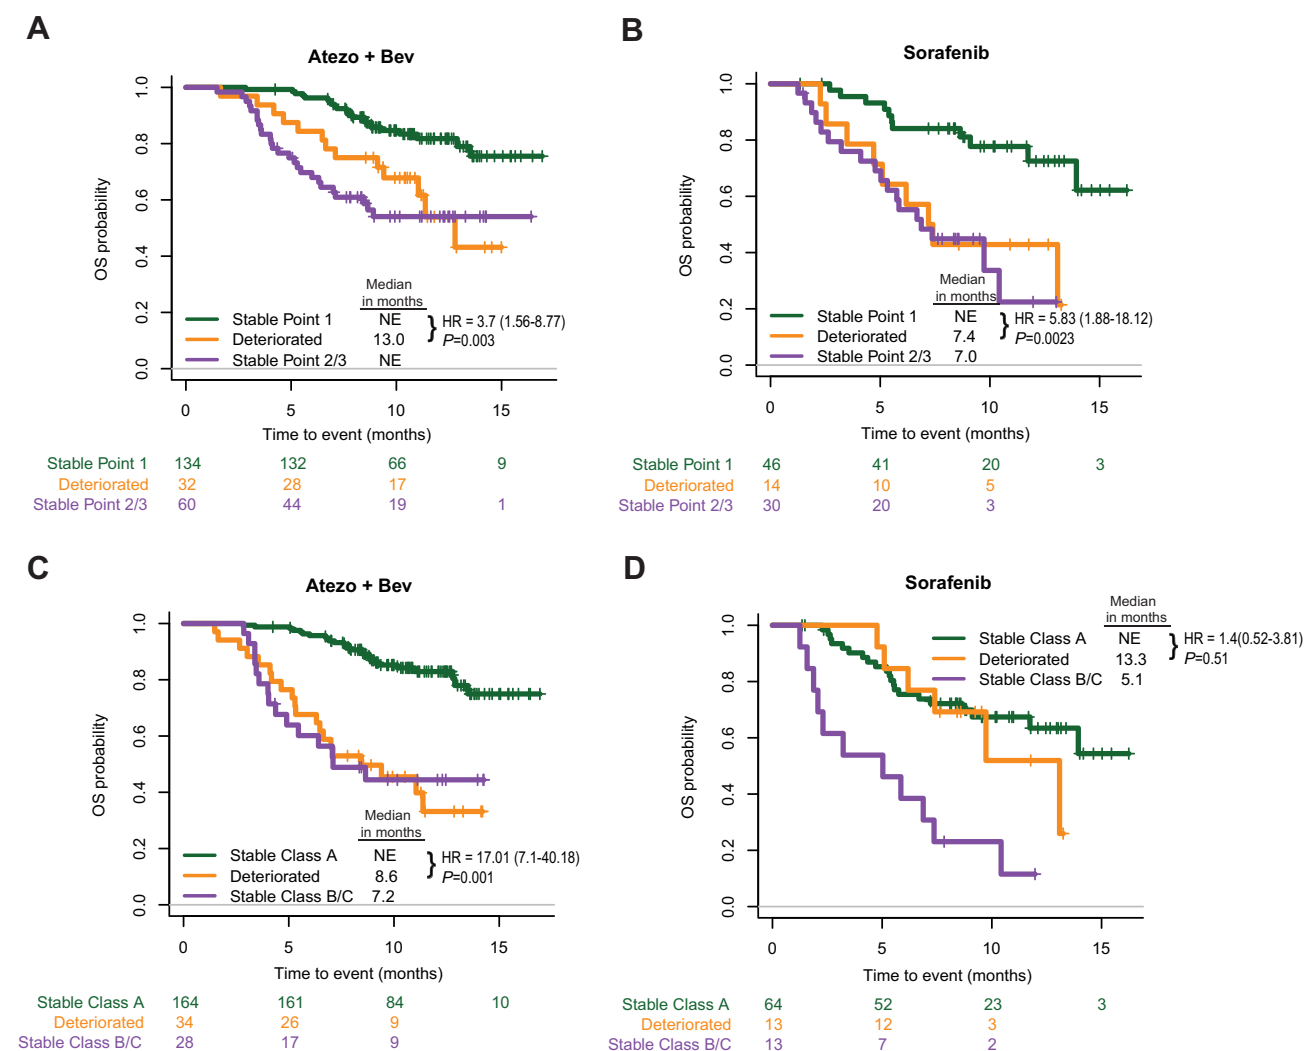 A
Atezo + Bev
OS probability
1.0
0.8
0.6
0.4
0.2
0.0
Median
in months
Stable Point 1 NE
Deteriorated 13.0
Stable Point 2/3 NE
} HR = 3.7 (1.56-8.77)
P=0.003
0 5 10 15
Time to event (months)
Stable Point 1 134 132 66 9
Deteriorated 32 28 17
Stable Point 2/3 60 44 19 1
B
Sorafenib
OS probability
1.0
0.8
0.6
0.4
0.2
0.0
Median
in months
Stable Point 1 NE
Deteriorated 7.4
Stable Point 2/3 7.0
} HR = 5.83 (1.88-18.12)
P=0.0023
0 5 10 15
Time to event (months)
Stable Point 1 46 41 20 3
Deteriorated 14 10 5
Stable Point 2/3 30 20 3
C
Atezo + Bev
OS probability
1.0
0.8
0.6
0.4
0.2
0.0
Median
in months
Stable Class A NE
Deteriorated 8.6
Stable Class B/C 7.2
} HR = 17.01 (7.1-40.18)
P=0.001
0 5 10 15
Time to event (months)
Stable Class A 164 161 84 10
Deteriorated 34 26 9
Stable Class B/C 28 17 9
D
Sorafenib
OS probability
1.0
0.8
0.6
0.4
0.2
0.0
Median
in months
Stable Class A NE
Deteriorated 13.3
Stable Class B/C 5.1
} HR = 1.4(0.52-3.81)
P=0.51
0 5 10 15
Time to event (months)
Stable Class A 64 52 23 3
Deteriorated 13 12 3
Stable Class B/C 13 7 2